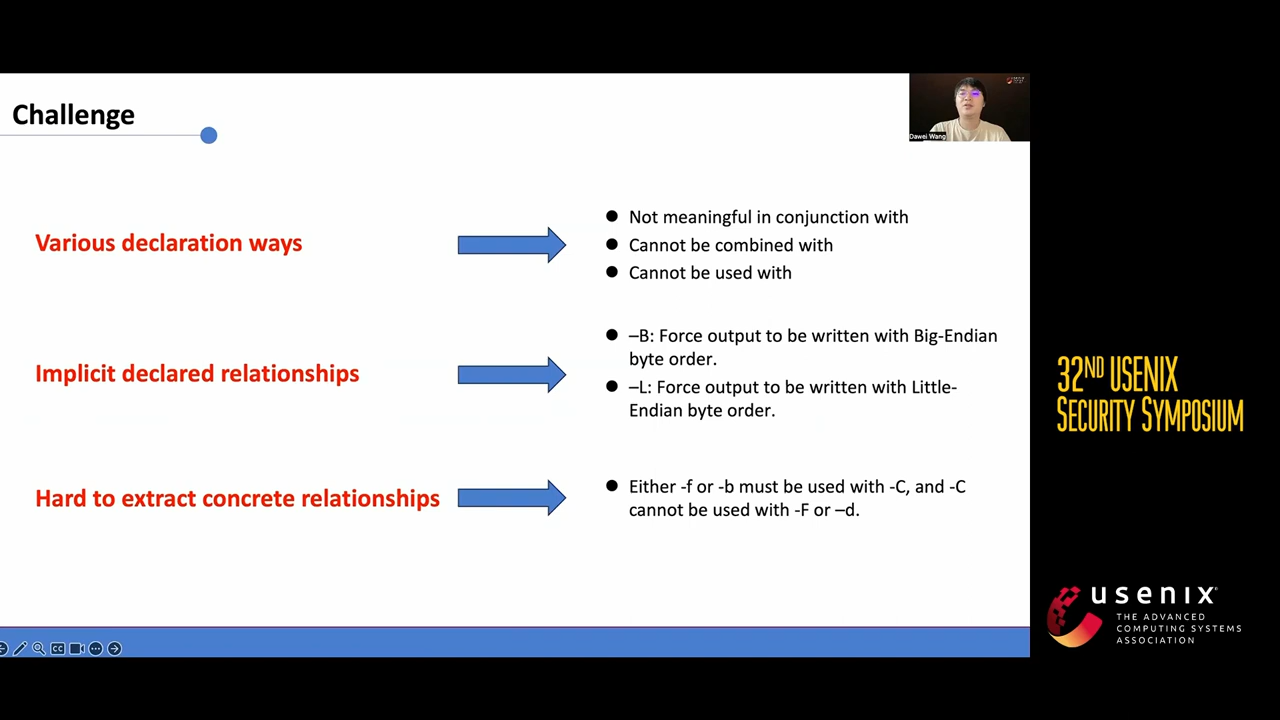 Challenge
Dawei Wang
Various declaration ways
● Not meaningful in conjunction with
● Cannot be combined with
● Cannot be used with
Implicit declared relationships
● –B: Force output to be written with Big-Endian
byte order.
● –L: Force output to be written with Little-
Endian byte order.
Hard to extract concrete relationships
● Either -f or -b must be used with -C, and -C
cannot be used with -F or –d.
CC
32ND USENIX
SECURITY SYMPOSIUM
usenix
THE ADVANCED
COMPUTING SYSTEMS
ASSOCIATION